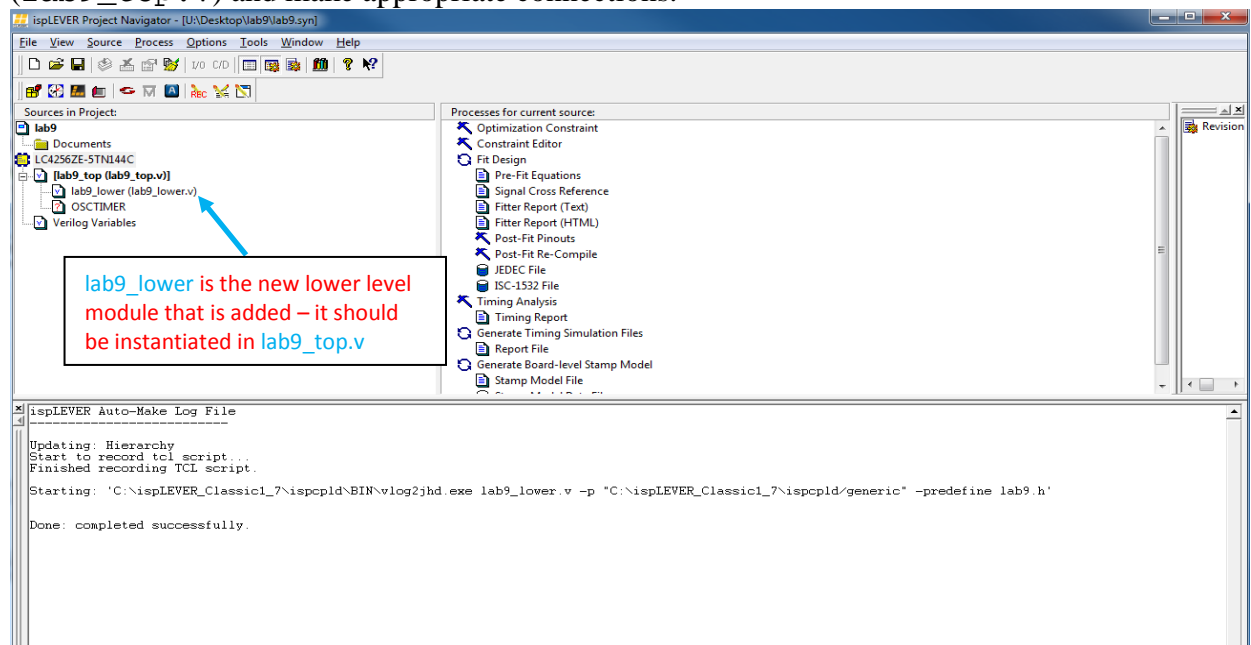 (lab9_top.v) and make appropriate connections.
ispLEVER Project Navigator - [U:\Desktop\lab9\lab9.syn]
File View Source Process Options Tools Window Help
I/O C/D
REC
Sources in Project:
lab9
Documents
LC4256ZE-5TN144C
[lab9_top (lab9_top.v)]
lab9_lower (lab9_lower.v)
OSCTIMER
Verilog Variables
lab9_lower is the new lower level
module that is added – it should
be instantiated in lab9_top.v
Processes for current source:
Optimization Constraint
Constraint Editor
Fit Design
Pre-Fit Equations
Signal Cross Reference
Fitter Report (Text)
Fitter Report (HTML)
Post-Fit Pinouts
Post-Fit Re-Compile
JEDEC File
ISC-1532 File
Timing Analysis
Timing Report
Generate Timing Simulation Files
Report File
Generate Board-level Stamp Model
Stamp Model File
Revision
ispLEVER Auto-Make Log File
---------------------------
Updating: Hierarchy
Start to record tcl script...
Finished recording TCL script.
Starting: 'C:\ispLEVER_Classic1_7\ispcpld\BIN\vlog2jhd.exe lab9_lower.v -p "C:\ispLEVER_Classic1_7\ispcpld/generic" -predefine lab9.h'
Done: completed successfully.